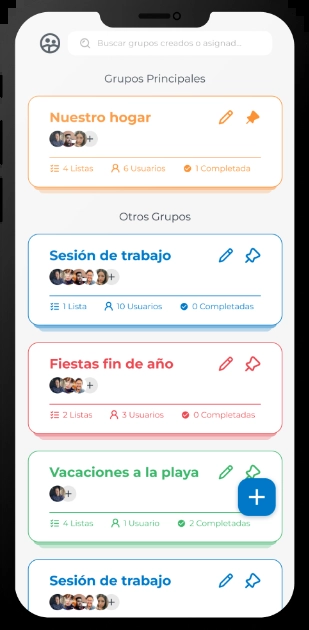 Buscar grupos creados o asignad...
Grupos Principales
Nuestro hogar
+
4 Listas 6 Usuarios 1 Completada
Otros Grupos
Sesión de trabajo
+
1 Lista 10 Usuarios 0 Completadas
Fiestas fin de año
+
2 Listas 3 Usuarios 0 Completadas
Vacaciones a la playa
+
+
4 Listas 1 Usuario 2 Completadas
Sesión de trabajo
+